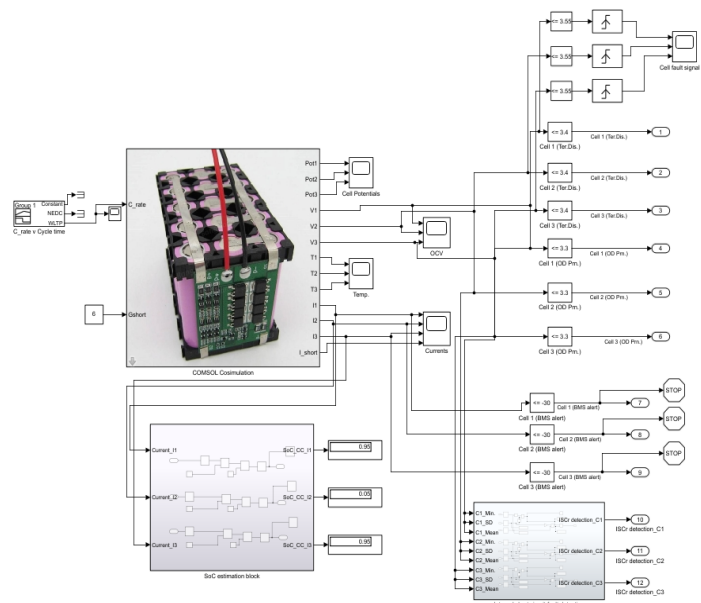 <= 3.55
<= 3.55
<= 3.55
Cell fault signal
<= 3.4
Cell 1 (Ter.Dis.)
Cell 1 (Ter.Dis.)
1
<= 3.4
Cell 2 (Ter.Dis.)
Cell 2 (Ter.Dis.)
2
<= 3.4
Cell 3 (Ter.Dis.)
Cell 3 (Ter.Dis.)
3
<= 3.3
Cell 1 (OD Prn.)
Cell 1 (OD Prn.)
4
<= 3.3
Cell 2 (OD Prn.)
Cell 2 (OD Prn.)
5
<= 3.3
Cell 3 (OD Prn.)
Cell 3 (OD Prn.)
6
Group 1
Constant
NEDC
WLTP
C_rate v Cycle time
C_rate
6
Gshort
Pot1
Pot2
Pot3
V1
V2
V3
T1
T2
T3
I1
I2
I3
I_short
COMSOL Cosimulation
Cell Potentials
OCV
Temp.
Currents
<= -30
Cell 1 (BMS alert)
Cell 1 (BMS alert)
STOP
7
<= -30
Cell 2 (BMS alert)
Cell 2 (BMS alert)
STOP
8
<= -30
Cell 3 (BMS alert)
Cell 3 (BMS alert)
STOP
9
Current_I1
Current_I2
Current_I3
SoC_CC_I1
SoC_CC_I2
SoC_CC_I3
0.95
0.05
0.95
SoC estimation block
C1_Min.
C1_SD
C1_Mean
C2_Min.
C2_SD
C2_Mean
C3_Min.
C3_SD
C3_Mean
ISCr detection_C1
ISCr detection_C2
ISCr detection_C3
10
ISCr detection_C1
11
ISCr detection_C2
12
ISCr detection_C3